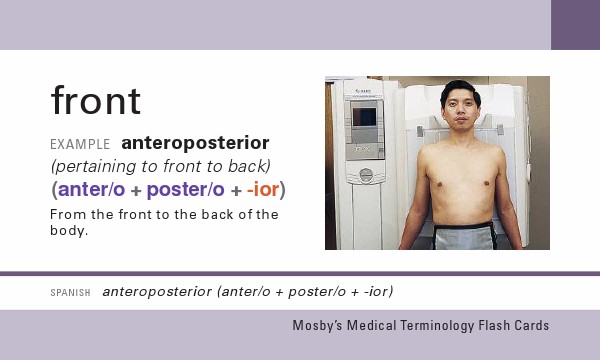 front
EXAMPLE anteroposterior
(pertaining to front to back)
(anter/o + poster/o + -ior)
From the front to the back of the
body.
SPANISH anteroposterior (anter/o + poster/o + -ior)
Mosby's Medical Terminology Flash Cards